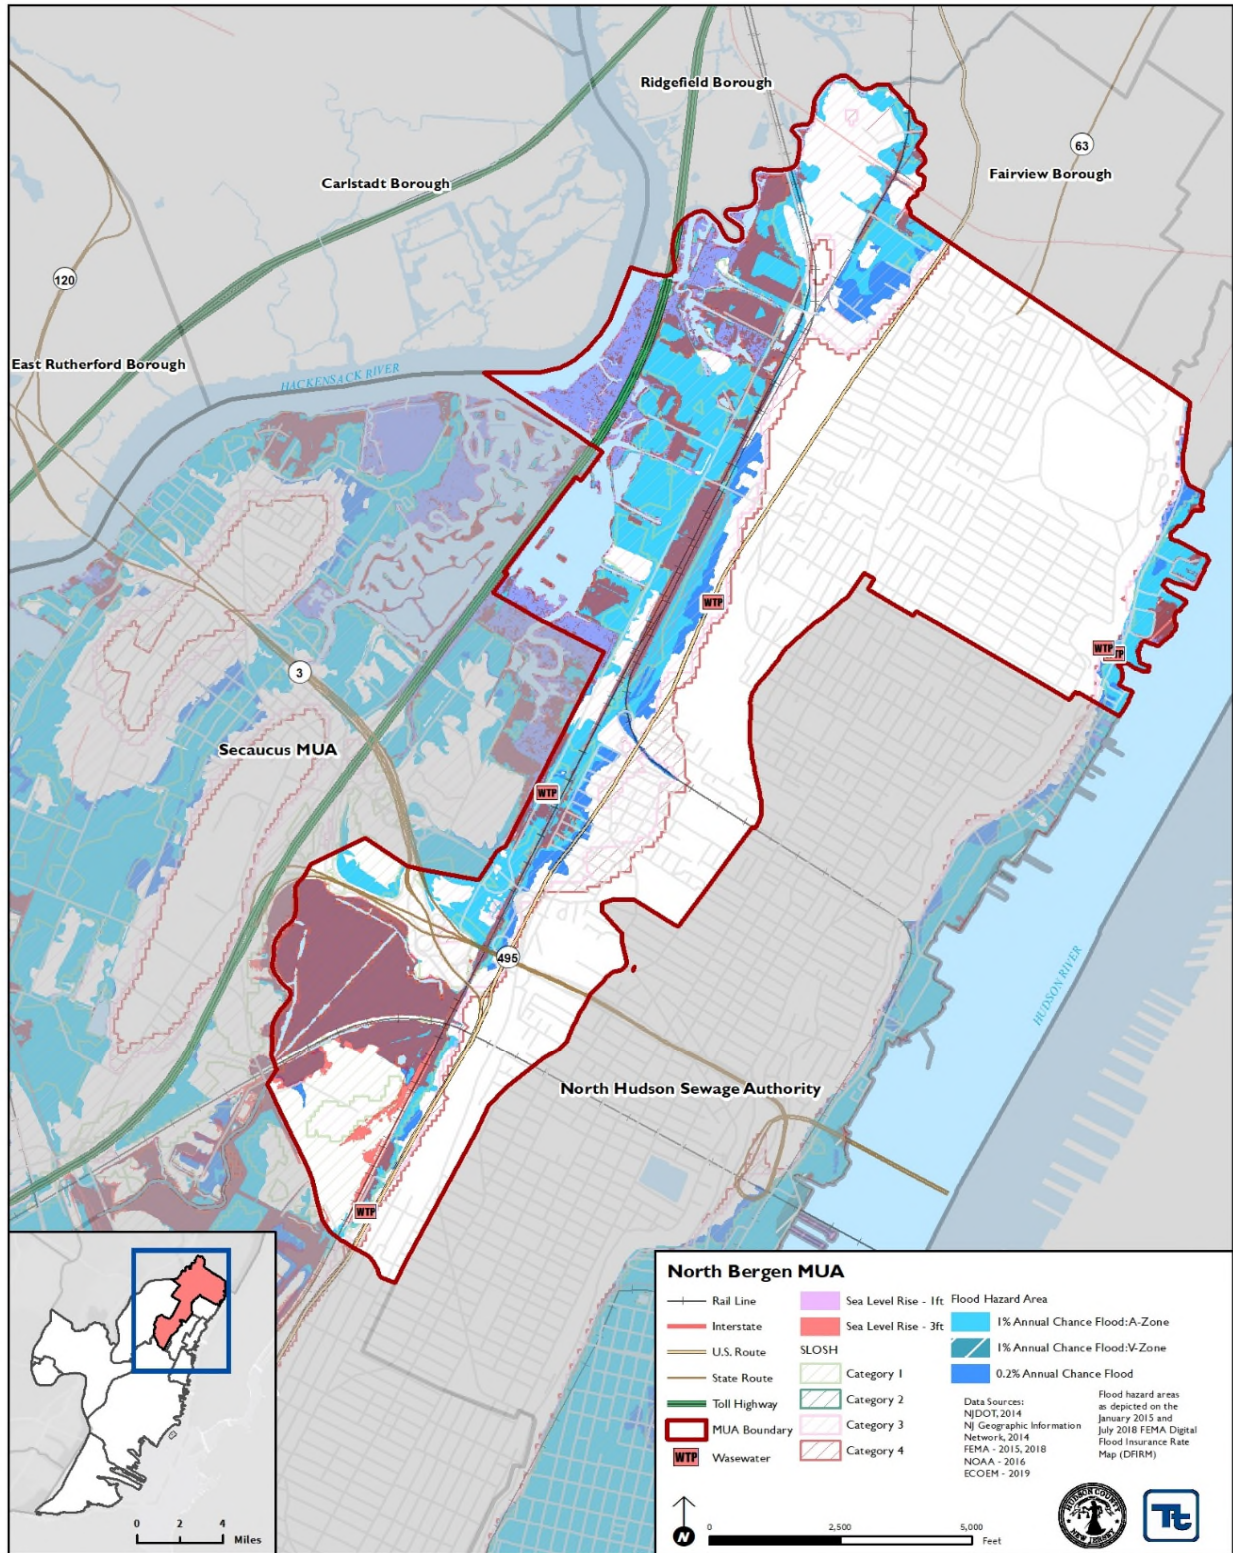 Ridgefield Borough
63
Fairview Borough
Carlstadt Borough
120
East Rutherford Borough
HACKENSACK RIVER
WTP
3
WTP
WTP
Secaucus MUA
WTP
495
HUDSON RIVER
North Hudson Sewage Authority
WTP
North Bergen MUA
Rail Line
Interstate
U.S. Route
State Route
Toll Highway
MUA Boundary
WTP Wasewater
Sea Level Rise - 1ft
Sea Level Rise - 3ft
SLOSH
Category 1
Category 2
Category 3
Category 4
Flood Hazard Area
1% Annual Chance Flood: A-Zone
1% Annual Chance Flood: V-Zone
0.2% Annual Chance Flood
Data Sources:
NJDOT, 2014
NJ Geographic Information
Network, 2014
FEMA - 2015, 2018
NOAA - 2016
ECOEM - 2019
Flood hazard areas
as depicted on the
January 2015 and
July 2018 FEMA Digital
Flood Insurance Rate
Map (DFIRM)
N
0 2,500 5,000
Feet
HUDSON COUNTY
NEW JERSEY
Tt
0 2 4
Miles